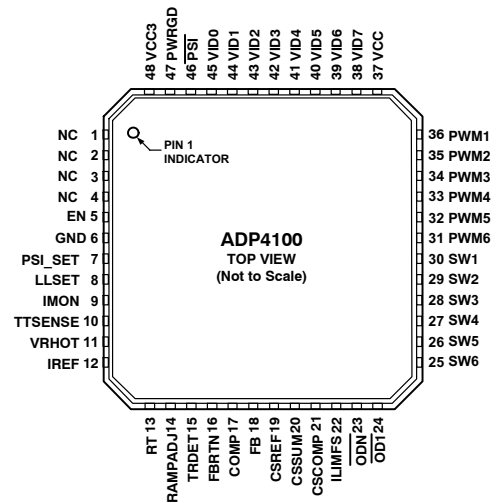 48 VCC3
47 PWRGD
46 PSI
45 VID0
44 VID1
43 VID2
42 VID3
41 VID4
40 VID5
39 VID6
38 VID7
37 VCC
NC 1
NC 2
NC 3
NC 4
EN 5
GND 6
PSI_SET 7
LLSET 8
IMON 9
TTSENSE 10
VRHOT 11
IREF 12
PIN 1
INDICATOR
ADP4100
TOP VIEW
(Not to Scale)
36 PWM1
35 PWM2
34 PWM3
33 PWM4
32 PWM5
31 PWM6
30 SW1
29 SW2
28 SW3
27 SW4
26 SW5
25 SW6
RT 13
RAMPADJ 14
TRDET 15
FBRTN 16
COMP 17
FB 18
CSREF 19
CSSUM 20
CSCOMP 21
ILIMFS 22
ODN 23
OD1 24